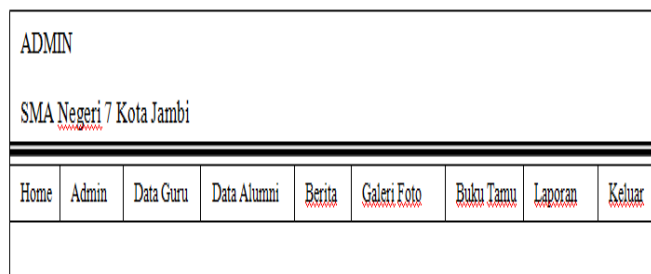 ADMIN
SMA Negeri 7 Kota Jambi
Home Admin Data Guru Data Alumni Berita Galeri Foto Buku Tamu Laporan Keluar